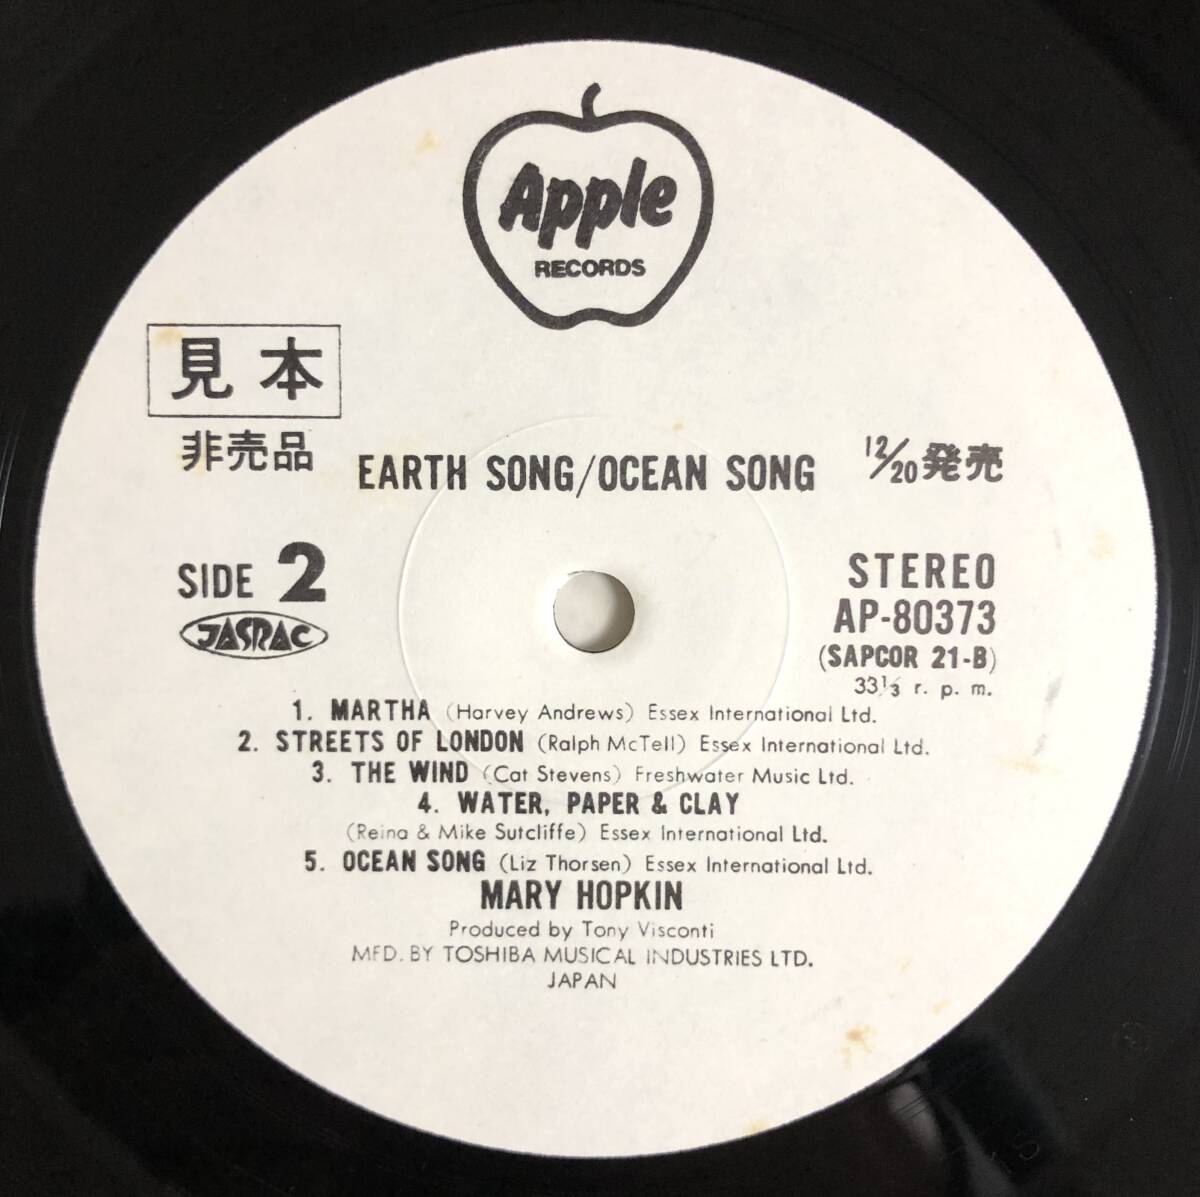 Apple
RECORDS
見本
非売品
EARTH SONG/OCEAN SONG
12/20発売
SIDE 2
JASRAC
STEREO
AP-80373
(SAPCOR 21-B)
33⅓ r. p. m.
1. MARTHA (Harvey Andrews) Essex International Ltd.
2. STREETS OF LONDON (Ralph McTell) Essex International Ltd.
3. THE WIND (Cat Stevens) Freshwater Music Ltd.
4. WATER, PAPER & CLAY
(Reina & Mike Sutcliffe) Essex International Ltd.
5. OCEAN SONG (Liz Thorsen) Essex International Ltd.
MARY HOPKIN
Produced by Tony Visconti
MFD. BY TOSHIBA MUSICAL INDUSTRIES LTD.
JAPAN